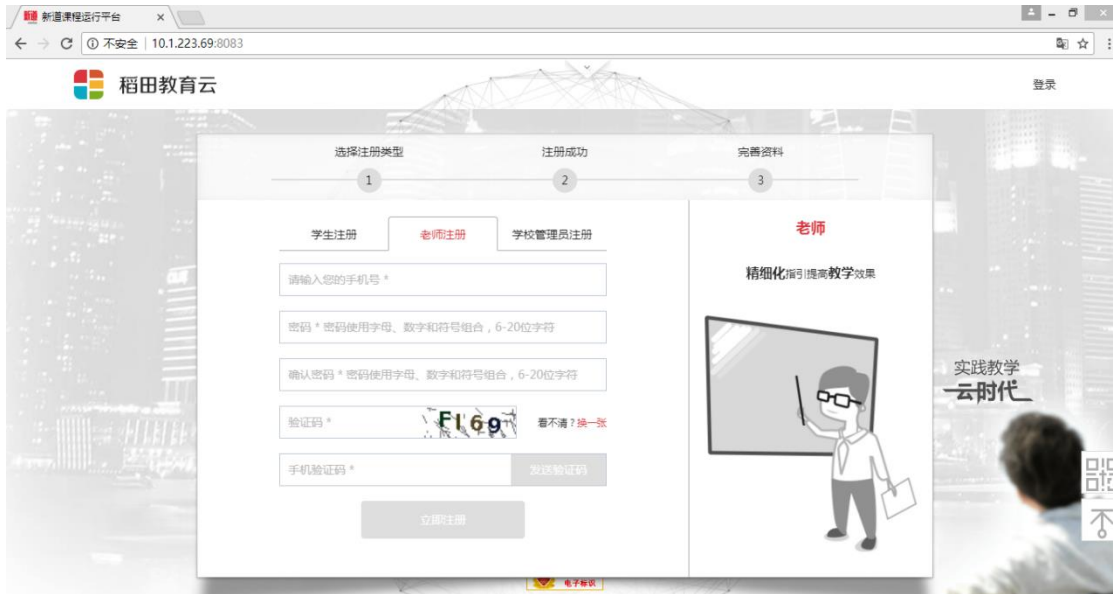 新道课程运行平台
不安全 | 10.1.223.69:8083
稻田教育云
登录
选择注册类型 注册成功 完善资料
1 2 3
学生注册 老师注册 学校管理员注册
请输入您的手机号 *
密码 * 密码使用字母、数字和符号组合，6-20位字符
确认密码 * 密码使用字母、数字和符号组合，6-20位字符
验证码 * FI69 看不清？换一张
手机验证码 * 发送验证码
立即注册
老师
精细化指引提高教学效果
实践教学
云时代
电子标识